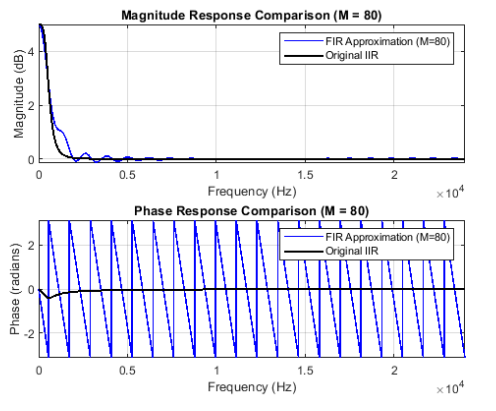 Magnitude Response Comparison (M = 80)
Magnitude (dB)
4
2
0
FIR Approximation (M=80)
Original IIR
0
0.5
1
1.5
2
Frequency (Hz)
×10^4
Phase Response Comparison (M = 80)
Phase (radians)
2
0
-2
FIR Approximation (M=80)
Original IIR
0
0.5
1
1.5
2
Frequency (Hz)
×10^4